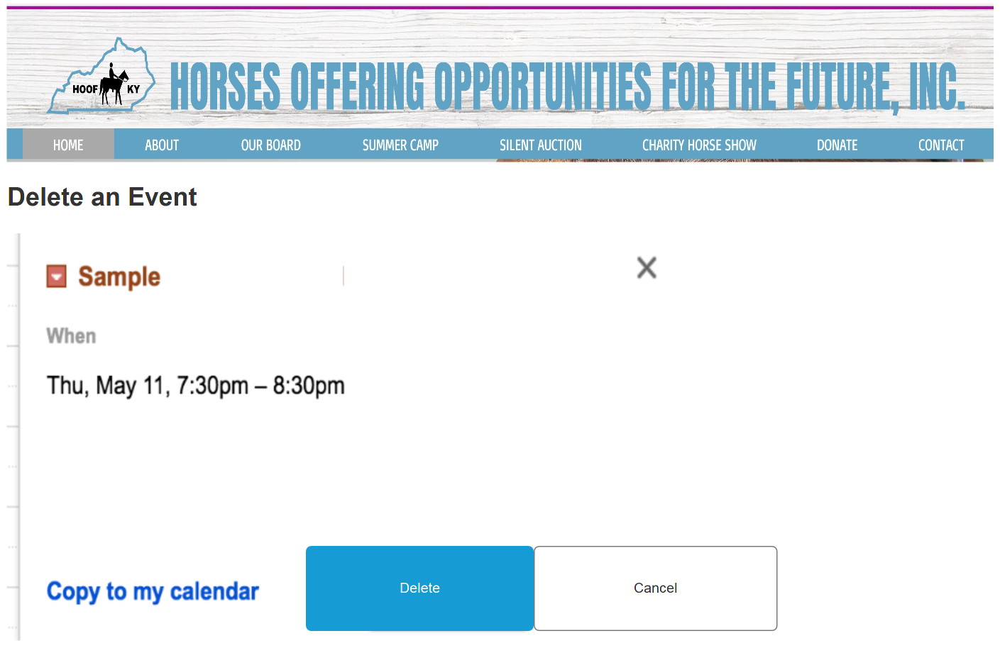 HOOF KY
HORSES OFFERING OPPORTUNITIES FOR THE FUTURE, INC.
HOME ABOUT OUR BOARD SUMMER CAMP SILENT AUCTION CHARITY HORSE SHOW DONATE CONTACT
Delete an Event
Sample
When
Thu, May 11, 7:30pm – 8:30pm
Copy to my calendar Delete Cancel